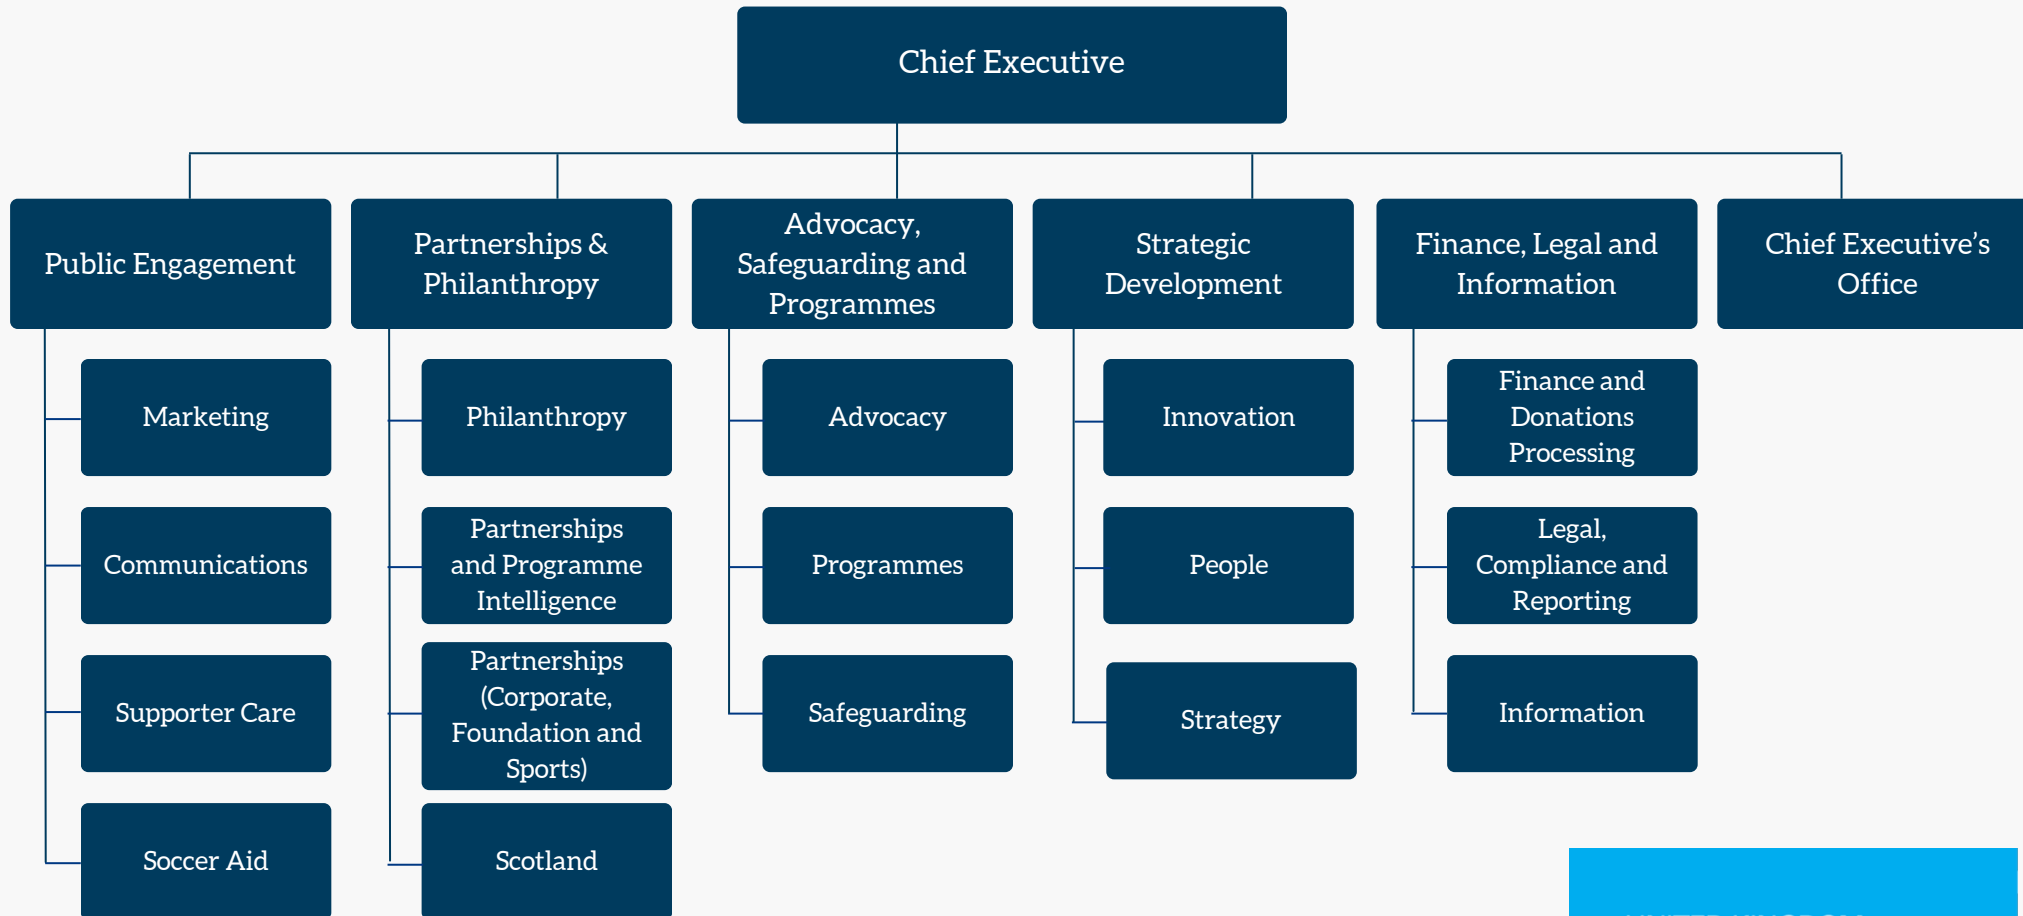 Chief Executive
Public Engagement
Partnerships &
Philanthropy
Advocacy,
Safeguarding and
Programmes
Strategic
Development
Finance, Legal and
Information
Chief Executive’s
Office
Marketing
Communications
Supporter Care
Soccer Aid
Philanthropy
Partnerships
and Programme
Intelligence
Partnerships
(Corporate,
Foundation and
Sports)
Scotland
Advocacy
Programmes
Safeguarding
Innovation
People
Strategy
Finance and
Donations
Processing
Legal,
Compliance and
Reporting
Information